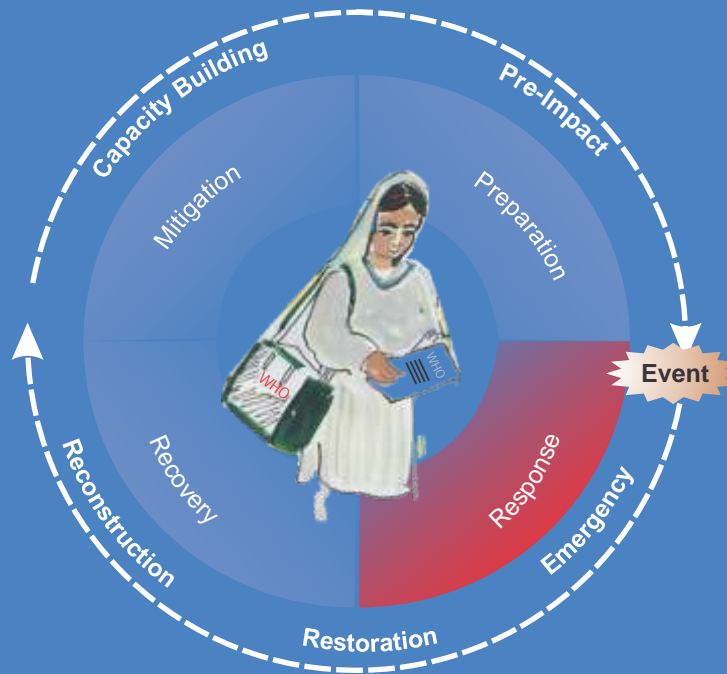 Capacity Building
Pre-Impact
Mitigation
Preparation
WHO
WHO
Event
Recovery
Response
Reconstruction
Emergency
Restoration